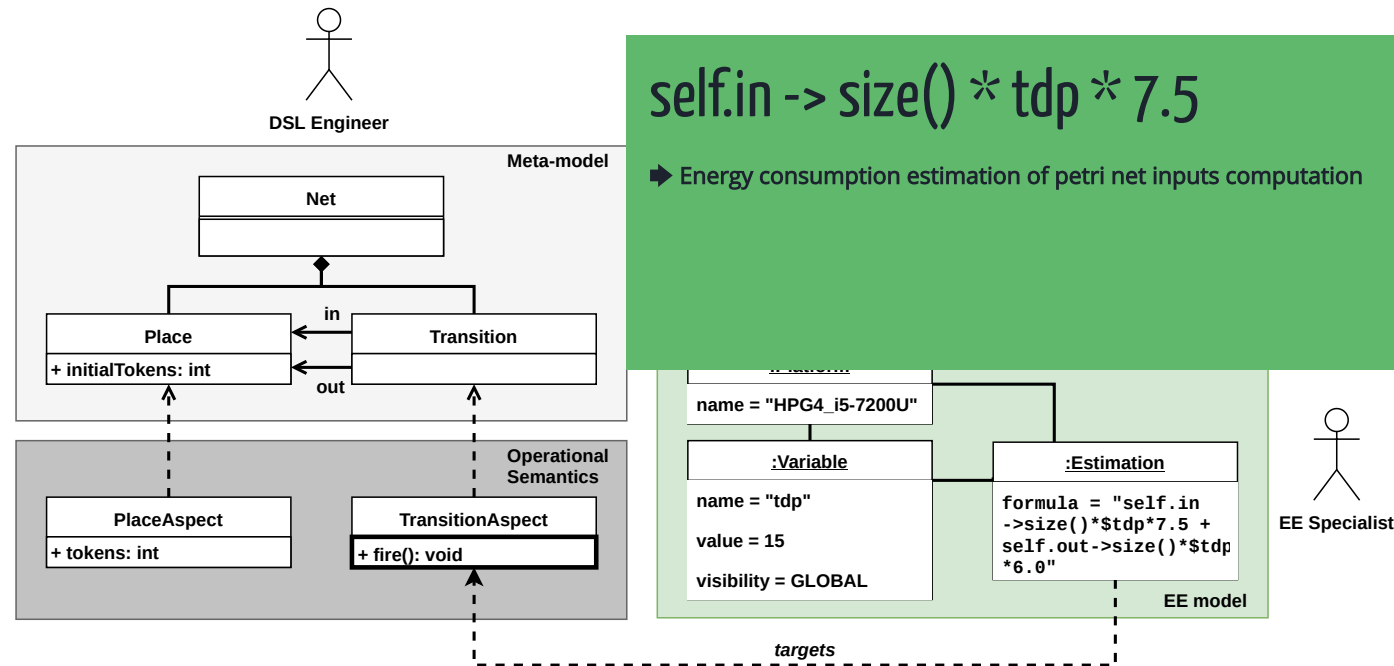 DSL Engineer
self.in -> size() * tdp * 7.5
Energy consumption estimation of petri net inputs computation
Meta-model
Net
in
Place
Transition
+ initialTokens: int
out
name = "HPG4_i5-7200U"
Operational
Semantics
PlaceAspect
+ tokens: int
TransitionAspect
+ fire(): void
:Variable
name = "tdp"
value = 15
visibility = GLOBAL
:Estimation
formula = "self.in
->size()*$tdp*7.5 +
self.out->size()*$tdp
*6.0"
EE Specialist
EE model
targets